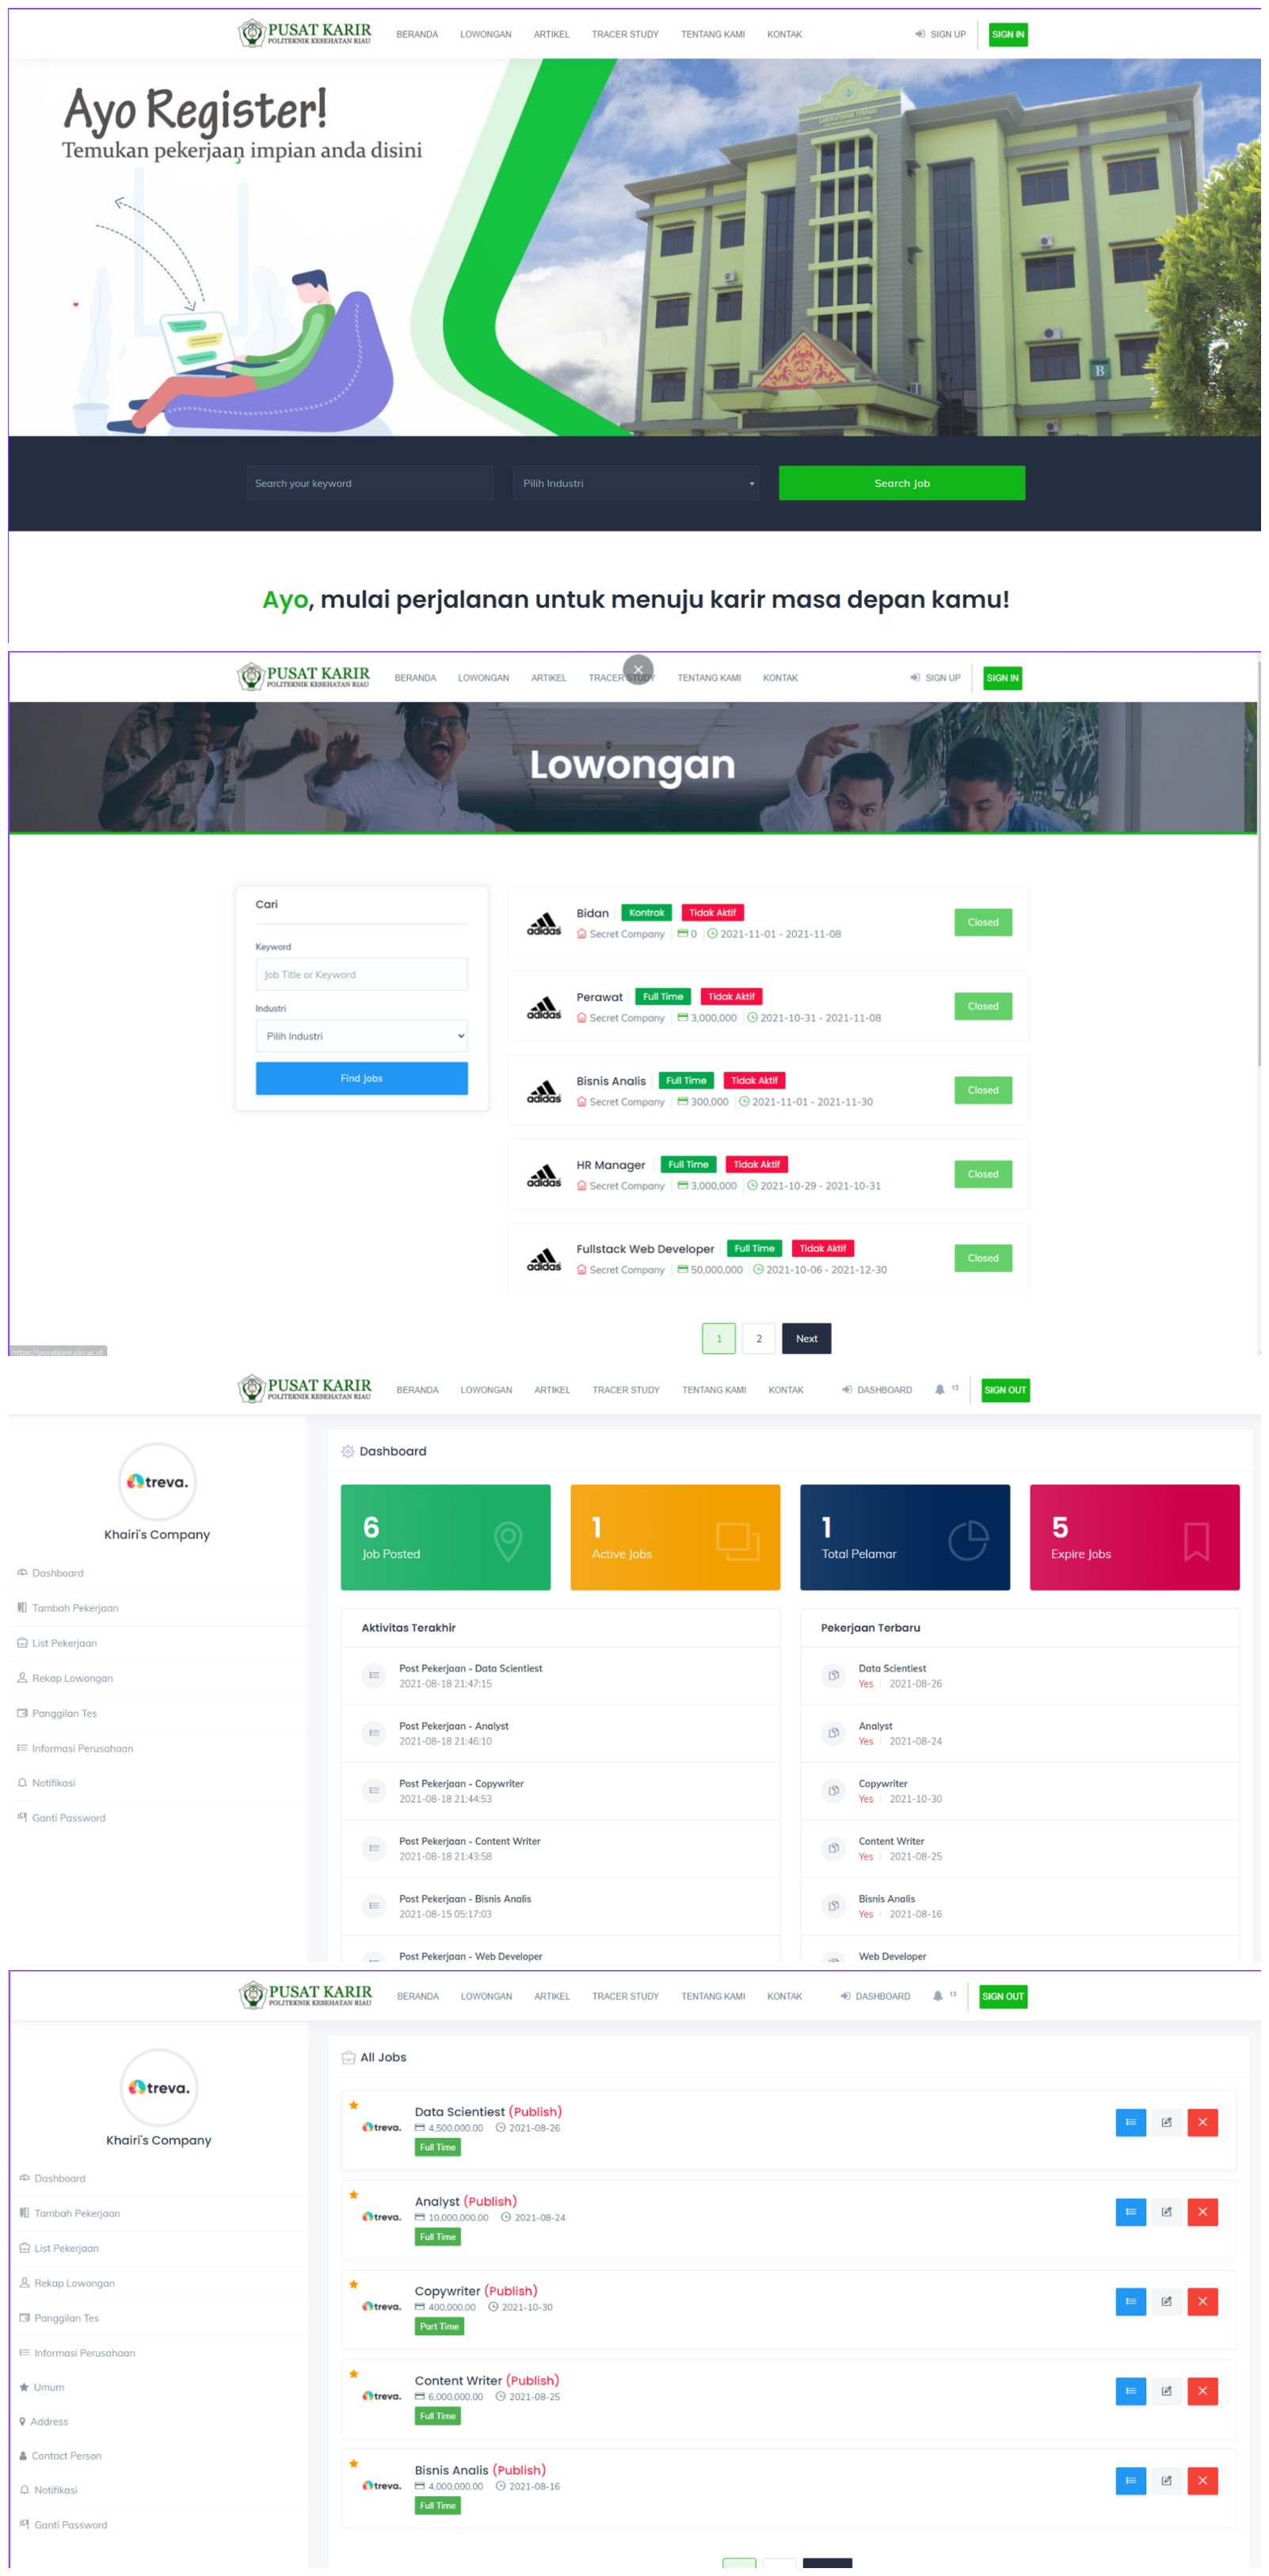 PUSAT KARIR
POLITEKNIK KESEHATAN RIAU
BERANDA LOWONGAN ARTIKEL TRACER STUDY TENTANG KAMI KONTAK SIGN UP SIGN IN
Ayo Register!
Temukan pekerjaan impian anda disini
LABORATORIUM TERPADU
B
Search your keyword Pilih Industri Search Job
Ayo, mulai perjalanan untuk menuju karir masa depan kamu!
PUSAT KARIR
POLITEKNIK KESEHATAN RIAU
BERANDA LOWONGAN ARTIKEL TRACER STUDY TENTANG KAMI KONTAK SIGN UP SIGN IN
Lowongan
Cari
Keyword
Job Title or Keyword
Industri
Pilih Industri
Find Jobs
adidas
Bidan Kontrak Tidak Aktif
Secret Company 0 2021-11-01 - 2021-11-08
Closed
adidas
Perawat Full Time Tidak Aktif
Secret Company 3,000,000 2021-10-31 - 2021-11-08
Closed
adidas
Bisnis Analis Full Time Tidak Aktif
Secret Company 300,000 2021-11-01 - 2021-11-30
Closed
adidas
HR Manager Full Time Tidak Aktif
Secret Company 3,000,000 2021-10-29 - 2021-10-31
Closed
adidas
Fullstack Web Developer Full Time Tidak Aktif
Secret Company 50,000,000 2021-10-06 - 2021-12-30
Closed
1 2 Next
https://pusatkarir.pkr.ac.id
PUSAT KARIR
POLITEKNIK KESEHATAN RIAU
BERANDA LOWONGAN ARTIKEL TRACER STUDY TENTANG KAMI KONTAK DASHBOARD 13 SIGN OUT
treva.
Khairi's Company
Dashboard
Tambah Pekerjaan
List Pekerjaan
Rekap Lowongan
Panggilan Tes
Informasi Perusahaan
Notifikasi
Ganti Password
Dashboard
6
Job Posted
1
Active Jobs
1
Total Pelamar
5
Expire Jobs
Aktivitas Terakhir
Post Pekerjaan - Data Scientiest
2021-08-18 21:47:15
Post Pekerjaan - Analyst
2021-08-18 21:46:10
Post Pekerjaan - Copywriter
2021-08-18 21:44:53
Post Pekerjaan - Content Writer
2021-08-18 21:43:58
Post Pekerjaan - Bisnis Analis
2021-08-15 05:17:03
Post Pekerjaan - Web Developer
Pekerjaan Terbaru
Data Scientiest
Yes 2021-08-26
Analyst
Yes 2021-08-24
Copywriter
Yes 2021-10-30
Content Writer
Yes 2021-08-25
Bisnis Analis
Yes 2021-08-16
Web Developer
PUSAT KARIR
POLITEKNIK KESEHATAN RIAU
BERANDA LOWONGAN ARTIKEL TRACER STUDY TENTANG KAMI KONTAK DASHBOARD 13 SIGN OUT
treva.
Khairi's Company
Dashboard
Tambah Pekerjaan
List Pekerjaan
Rekap Lowongan
Panggilan Tes
Informasi Perusahaan
Umum
Address
Contact Person
Notifikasi
Ganti Password
All Jobs
treva.
Data Scientiest (Publish)
4,500,000.00 2021-08-26
Full Time
treva.
Analyst (Publish)
10,000,000.00 2021-08-24
Full Time
treva.
Copywriter (Publish)
400,000.00 2021-10-30
Part Time
treva.
Content Writer (Publish)
6,000,000.00 2021-08-25
Full Time
treva.
Bisnis Analis (Publish)
4,000,000.00 2021-08-16
Full Time